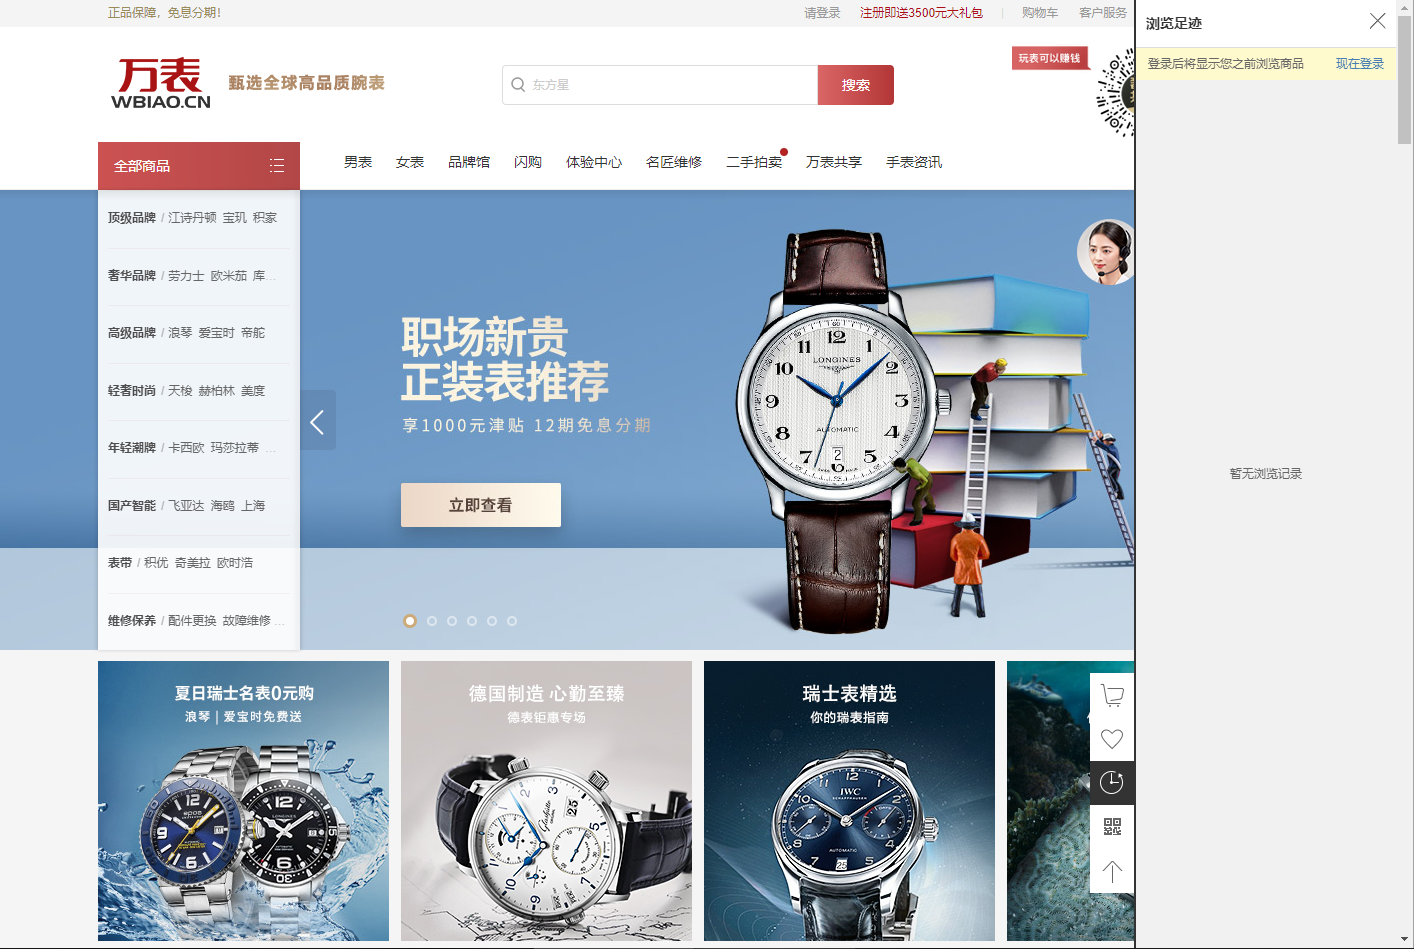 正品保障，免息分期！
请登录
注册即送3500元大礼包
购物车
客户服务
浏览足迹
登录后将显示您之前浏览商品
现在登录
暂无浏览记录
万表
WBIAO.CN
甄选全球高品质腕表
东方星
搜索
玩表可以赚钱
全部商品
男表
女表
品牌馆
闪购
体验中心
名匠维修
二手拍卖
万表共享
手表资讯
顶级品牌 / 江诗丹顿 宝玑 积家
奢华品牌 / 劳力士 欧米茄 库...
高级品牌 / 浪琴 爱宝时 帝舵
轻奢时尚 / 天梭 赫柏林 美度
年轻潮牌 / 卡西欧 玛莎拉蒂 ...
国产智能 / 飞亚达 海鸥 上海
表带 / 积优 奇美拉 欧时浩
维修保养 / 配件更换 故障维修 ...
职场新贵
正装表推荐
享1000元津贴 12期免息分期
立即查看
LONGINES
AUTOMATIC
夏日瑞士名表0元购
浪琴 | 爱宝时免费送
epos
LONGINES
德国制造 心勤至臻
德表钜惠专场
瑞士表精选
你的瑞表指南
IWC
SCHAFFHAUSEN
AUTOMATIC